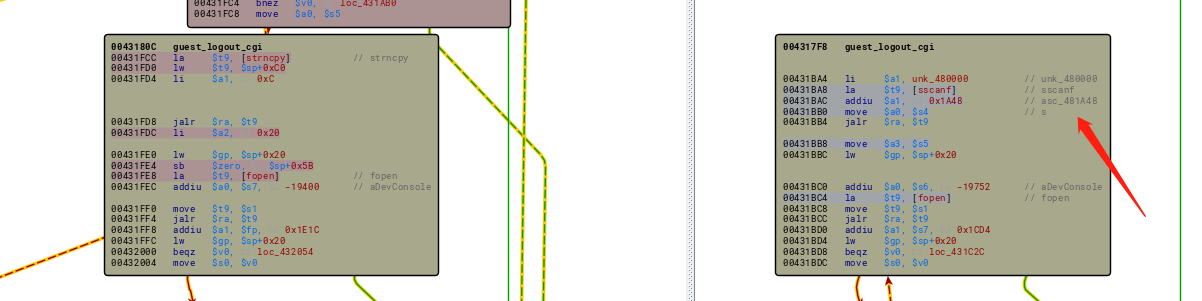 00431FC4 bnez $v0, loc_431AB0
00431FC8 move $a0, $s5
0043180C guest_logout_cgi
00431FCC la $t9, [strncpy] // strncpy
00431FD0 lw $t9, $sp+0xC0
00431FD4 li $a1, 0xC
00431FD8 jalr $ra, $t9
00431FDC li $a2, 0x20
00431FE0 lw $gp, $sp+0x20
00431FE4 sb $zero, $sp+0x5B
00431FE8 la $t9, [fopen] // fopen
00431FEC addiu $a0, $s7, -19400 // aDevConsole
00431FF0 move $t9, $s1
00431FF4 jalr $ra, $t9
00431FF8 addiu $a1, $fp, 0x1E1C
00431FFC lw $gp, $sp+0x20
00432000 beqz $v0, loc_432054
00432004 move $s0, $v0
004317F8 guest_logout_cgi
00431BA4 li $a1, unk_480000 // unk_480000
00431BA8 la $t9, [sscanf] // sscanf
00431BAC addiu $a1, 0x1A48 // asc_481A48
00431BB0 move $a0, $s4 // s
00431BB4 jalr $ra, $t9
00431BB8 move $a3, $s5
00431BBC lw $gp, $sp+0x20
00431BC0 addiu $a0, $s6, -19752 // aDevConsole
00431BC4 la $t9, [fopen] // fopen
00431BC8 move $t9, $s1
00431BCC jalr $ra, $t9
00431BD0 addiu $a1, $s7, 0x1CD4
00431BD4 lw $gp, $sp+0x20
00431BD8 beqz $v0, loc_431C2C
00431BDC move $s0, $v0